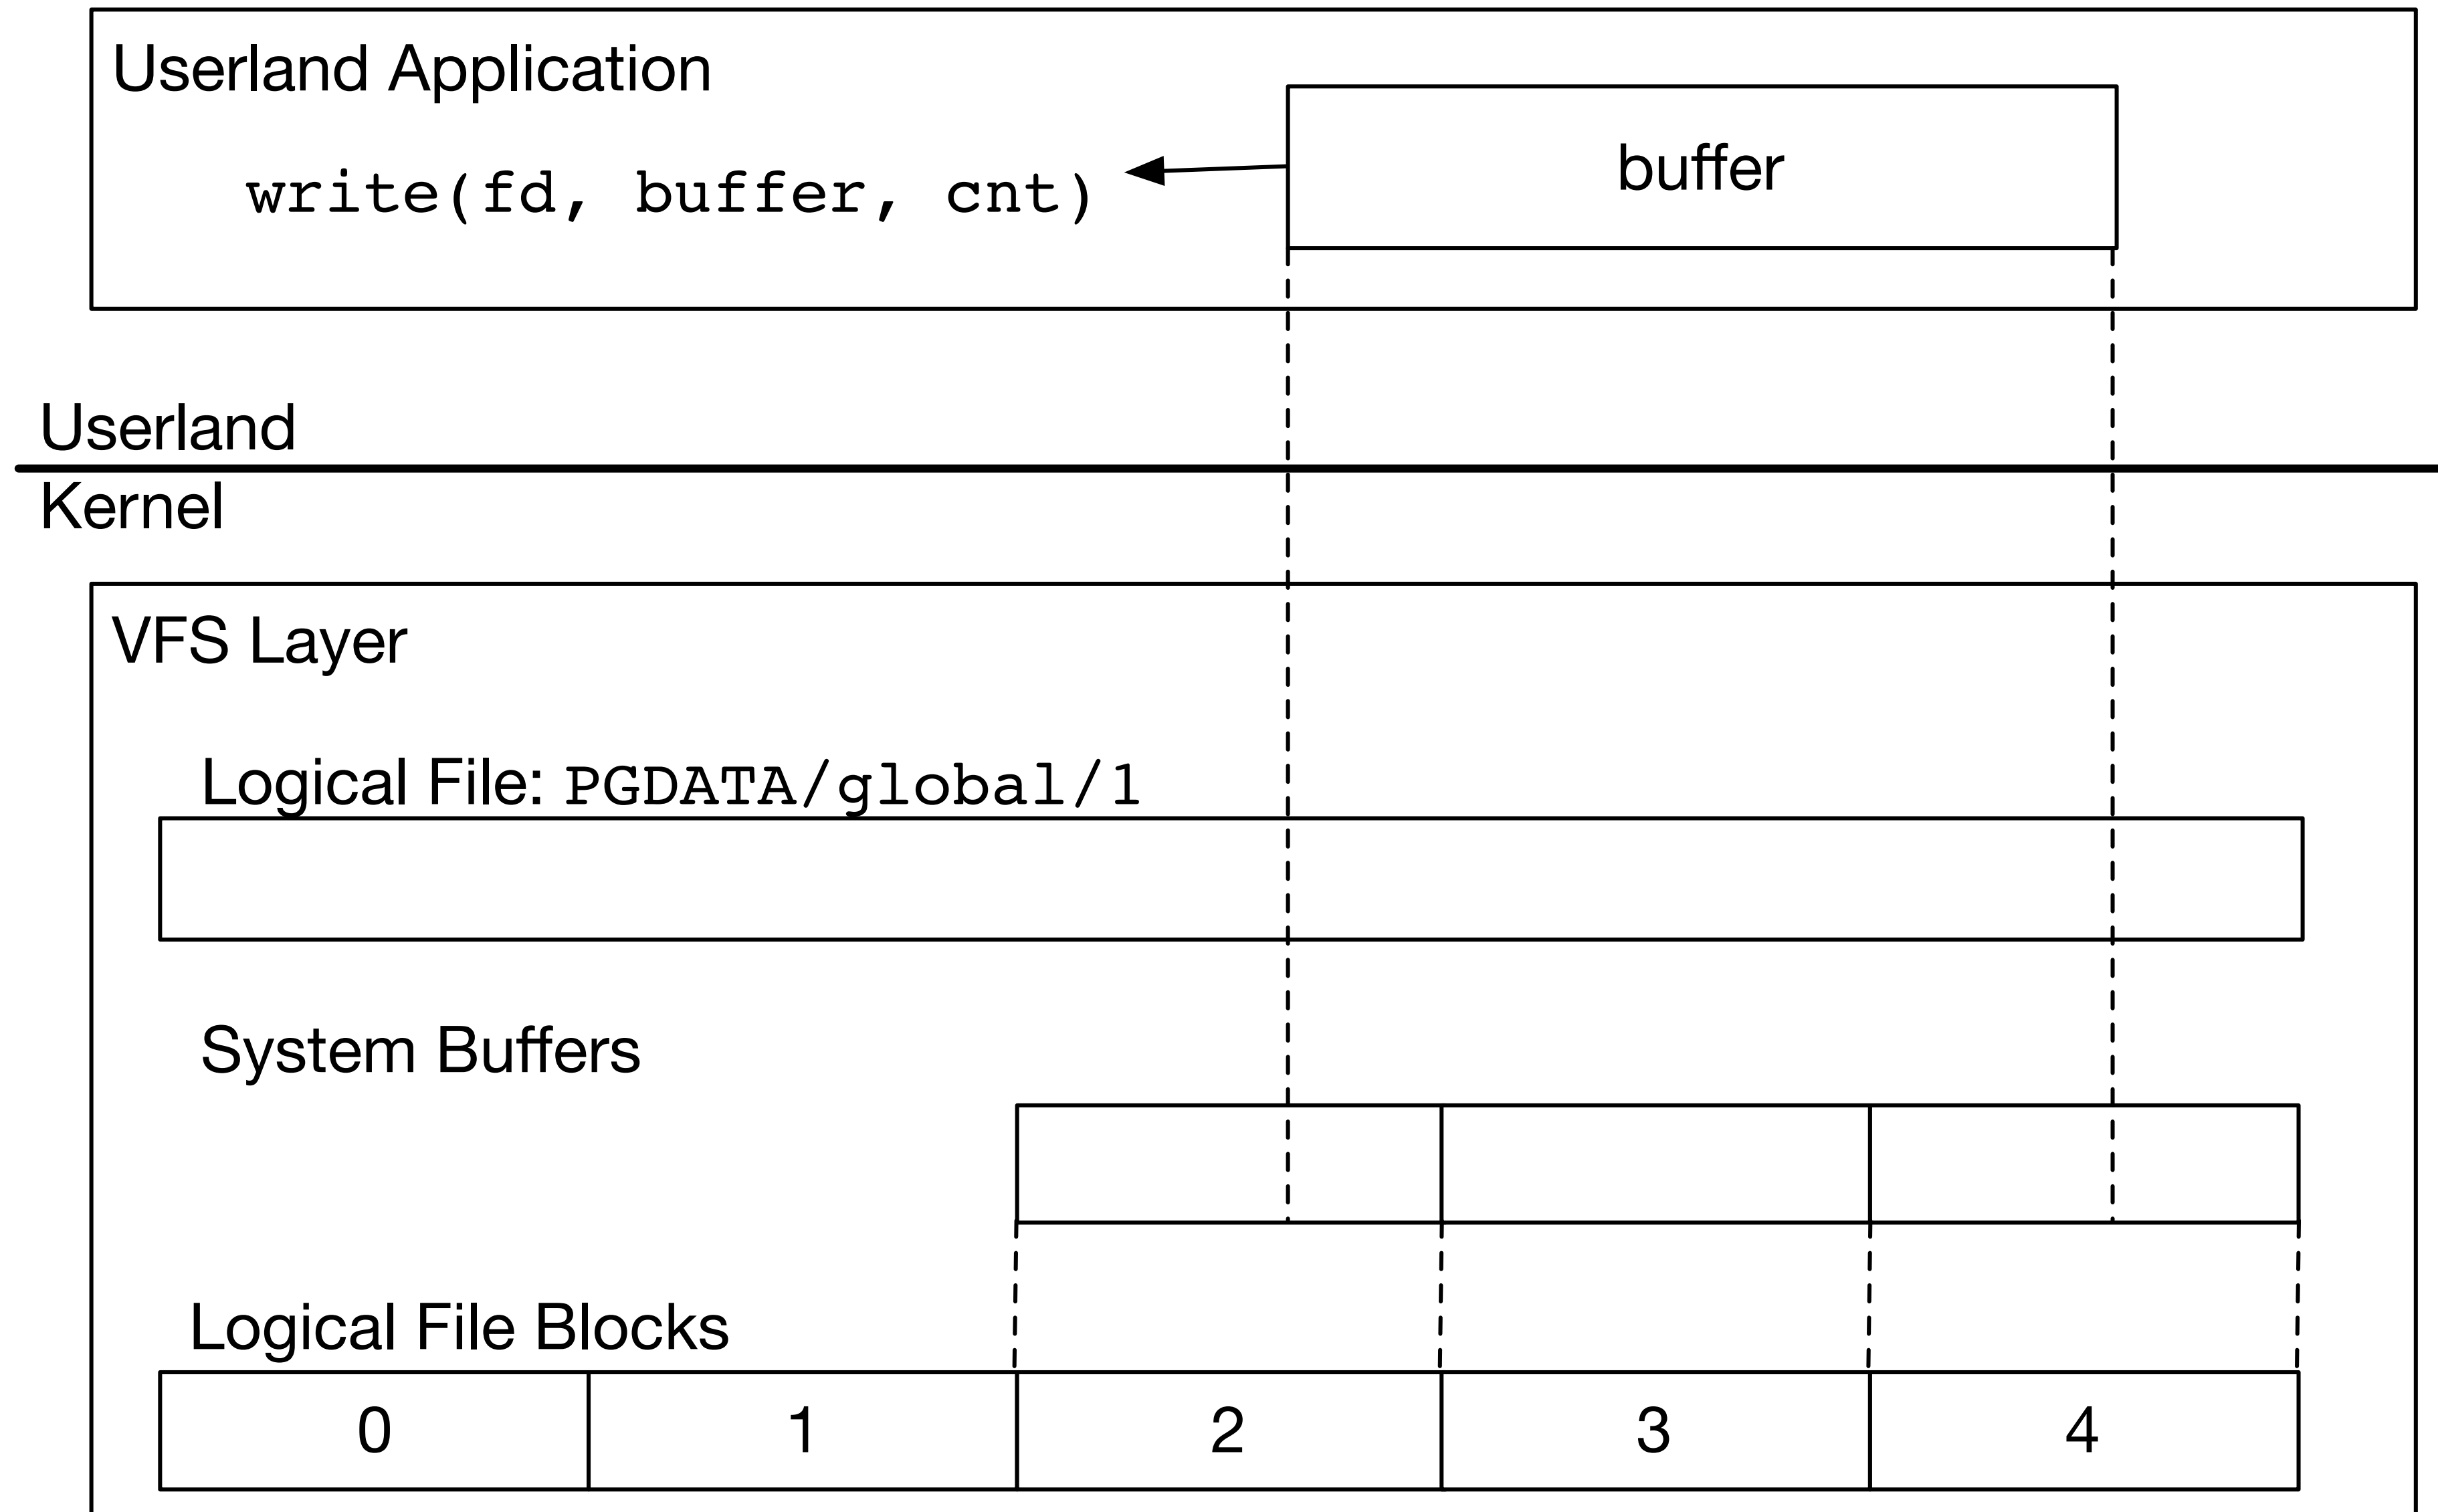 Userland Application
write(fd, buffer, cnt)
buffer
Userland
Kernel
VFS Layer
Logical File: PGDATA/global/1
System Buffers
Logical File Blocks
0 1 2 3 4